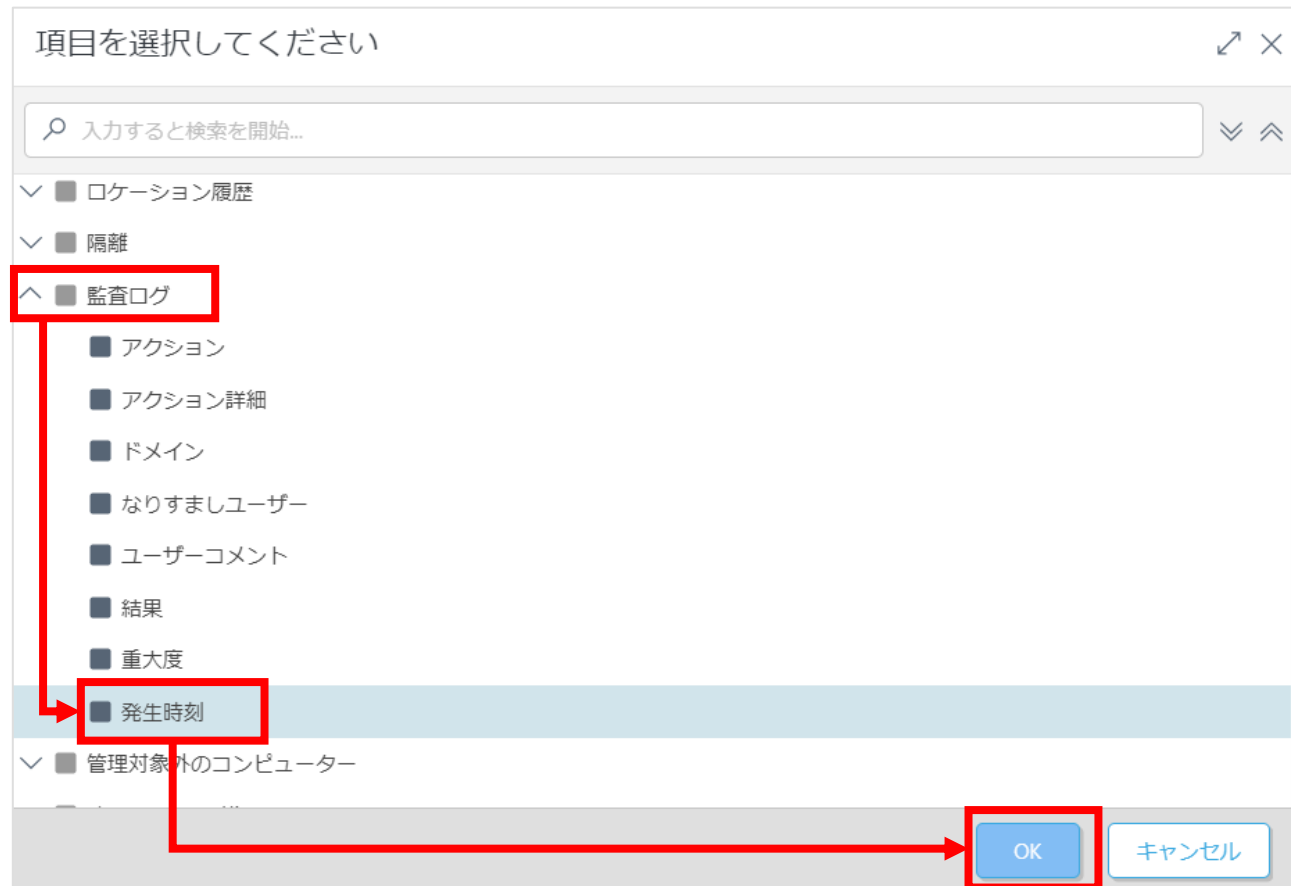 項目を選択してください
入力すると検索を開始...
ロケーション履歴
隔離
監査ログ
アクション
アクション詳細
ドメイン
なりすましユーザー
ユーザーコメント
結果
重大度
発生時刻
管理対象外のコンピューター
OK キャンセル